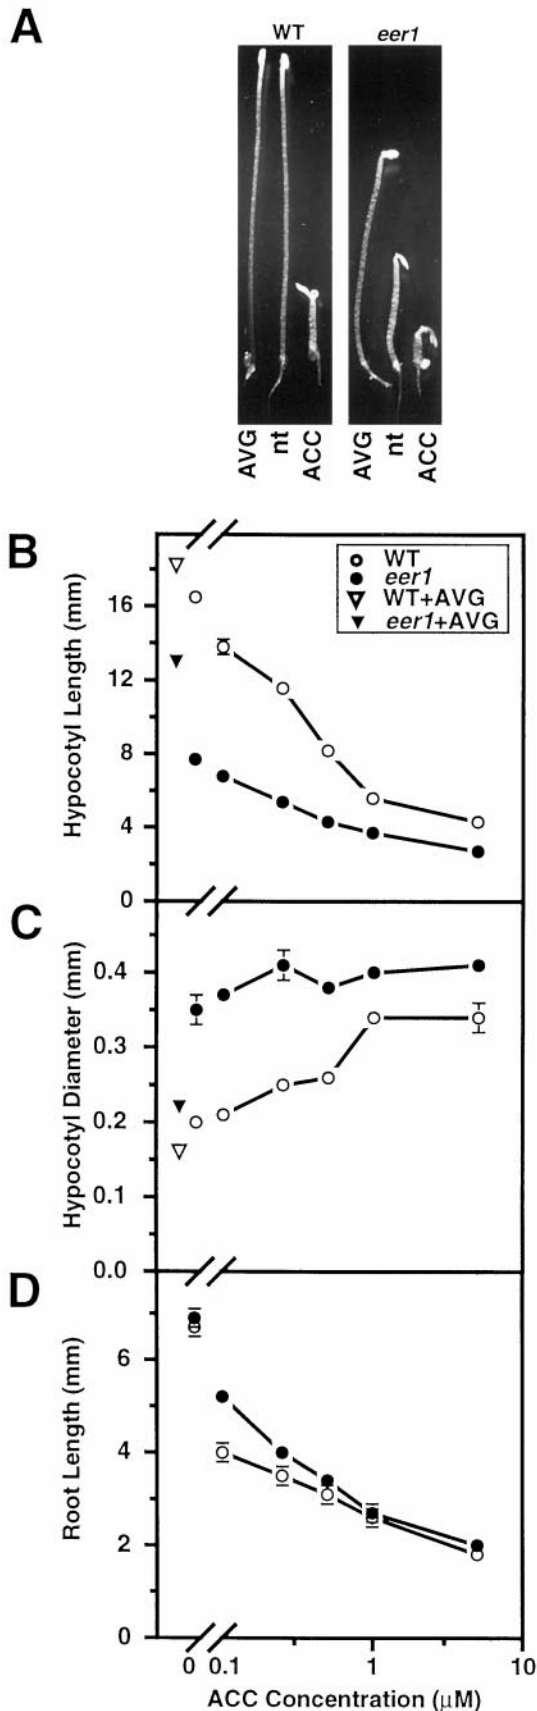 A
WT eer1
AVG nt ACC AVG nt ACC
B
Hypocotyl Length (mm)
16
12
8
4
0
WT
eer1
WT+AVG
eer1+AVG
C
Hypocotyl Diameter (mm)
0.4
0.3
0.2
0.1
0.0
D
Root Length (mm)
6
4
2
0
0 0.1 1 10
ACC Concentration (μM)